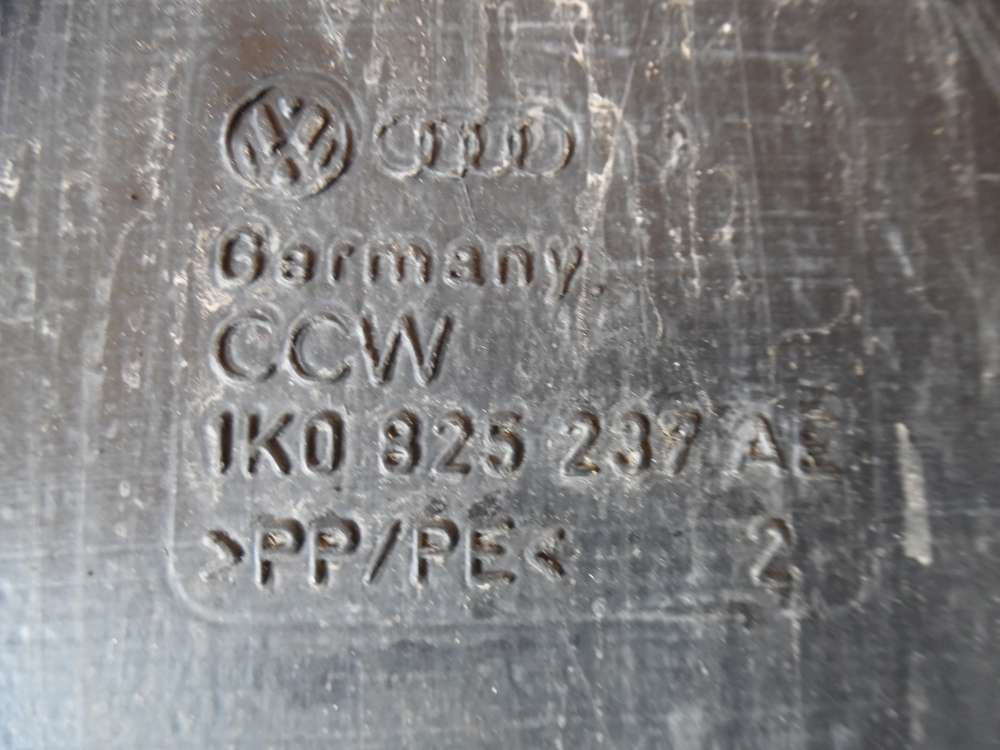 Germany.
CCW
1K0 825 237 AE
>PP/PE< 2